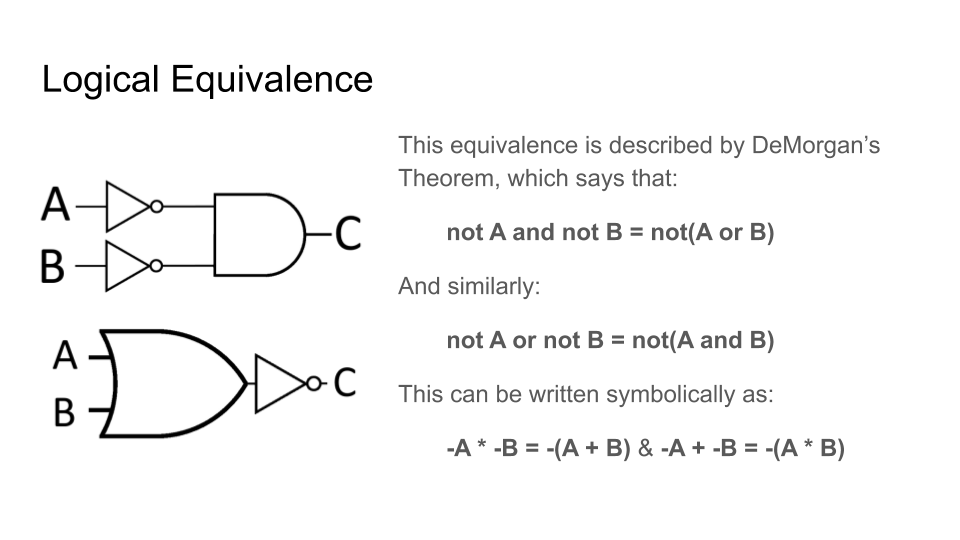 Logical Equivalence
A
B
C
A
B
C
This equivalence is described by DeMorgan’s
Theorem, which says that:
not A and not B = not(A or B)
And similarly:
not A or not B = not(A and B)
This can be written symbolically as:
-A * -B = -(A + B) & -A + -B = -(A * B)